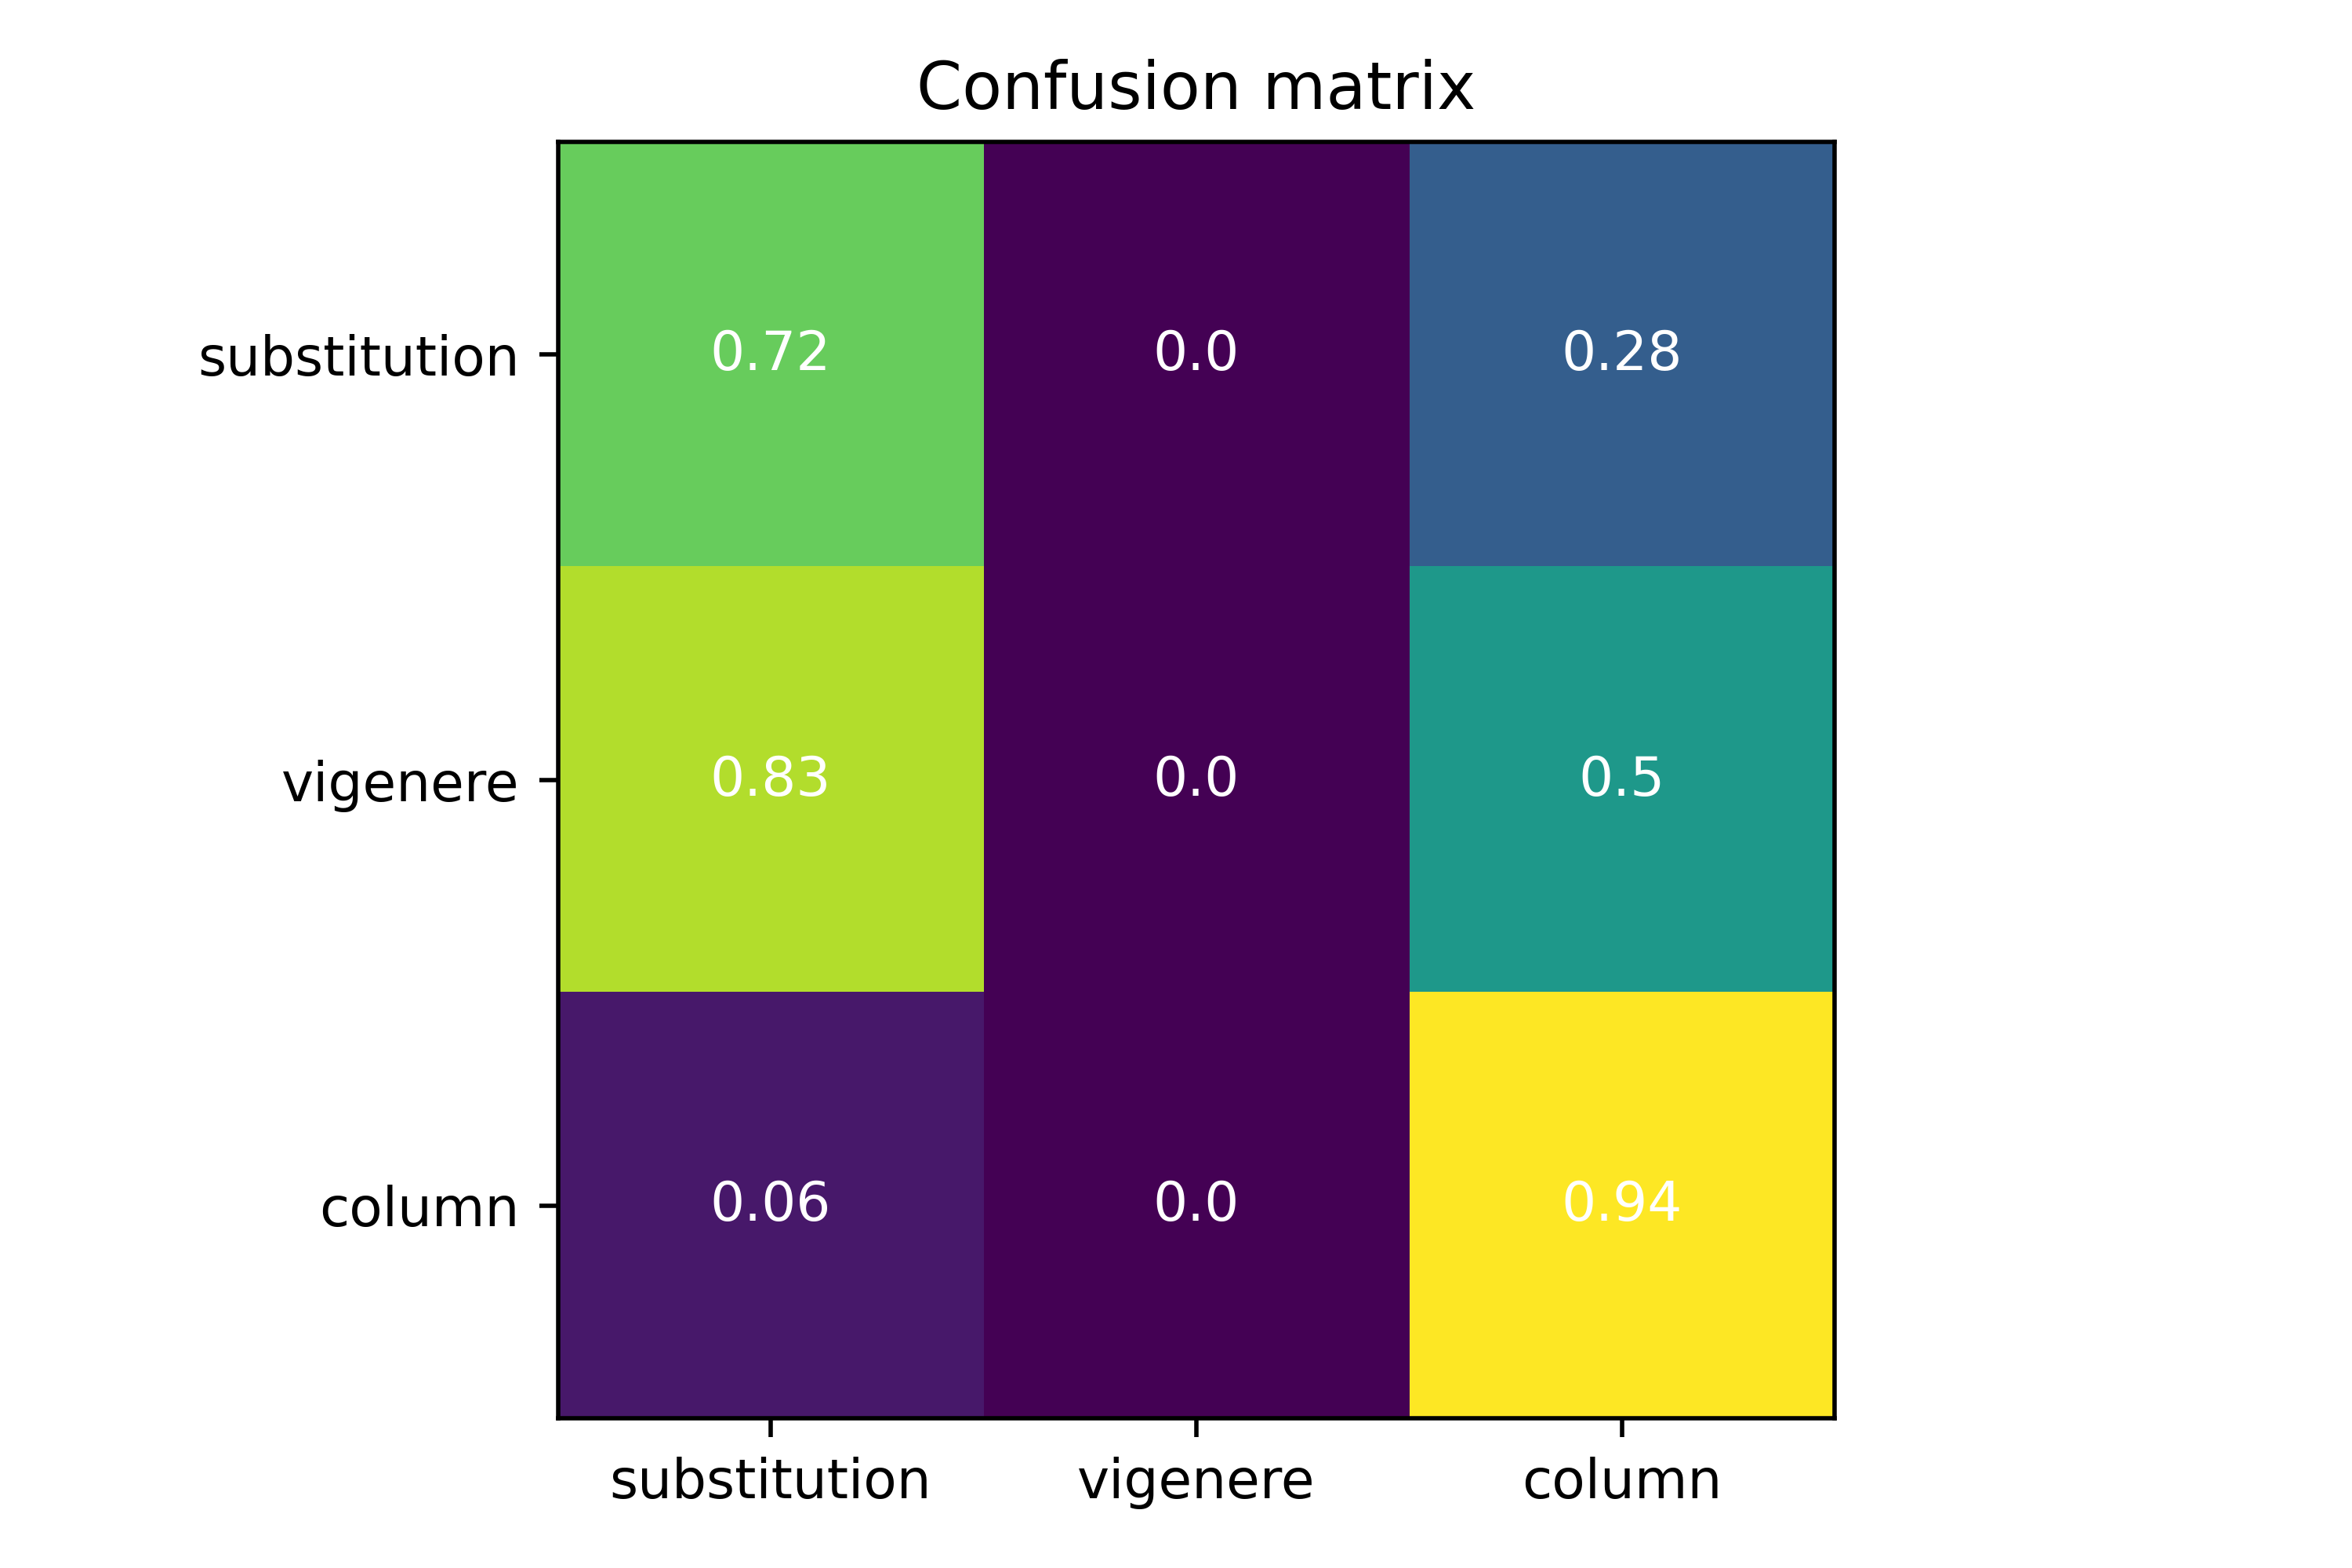 Confusion matrix
substitution 0.72 0.0 0.28
vigenere 0.83 0.0 0.5
column 0.06 0.0 0.94
substitution vigenere column